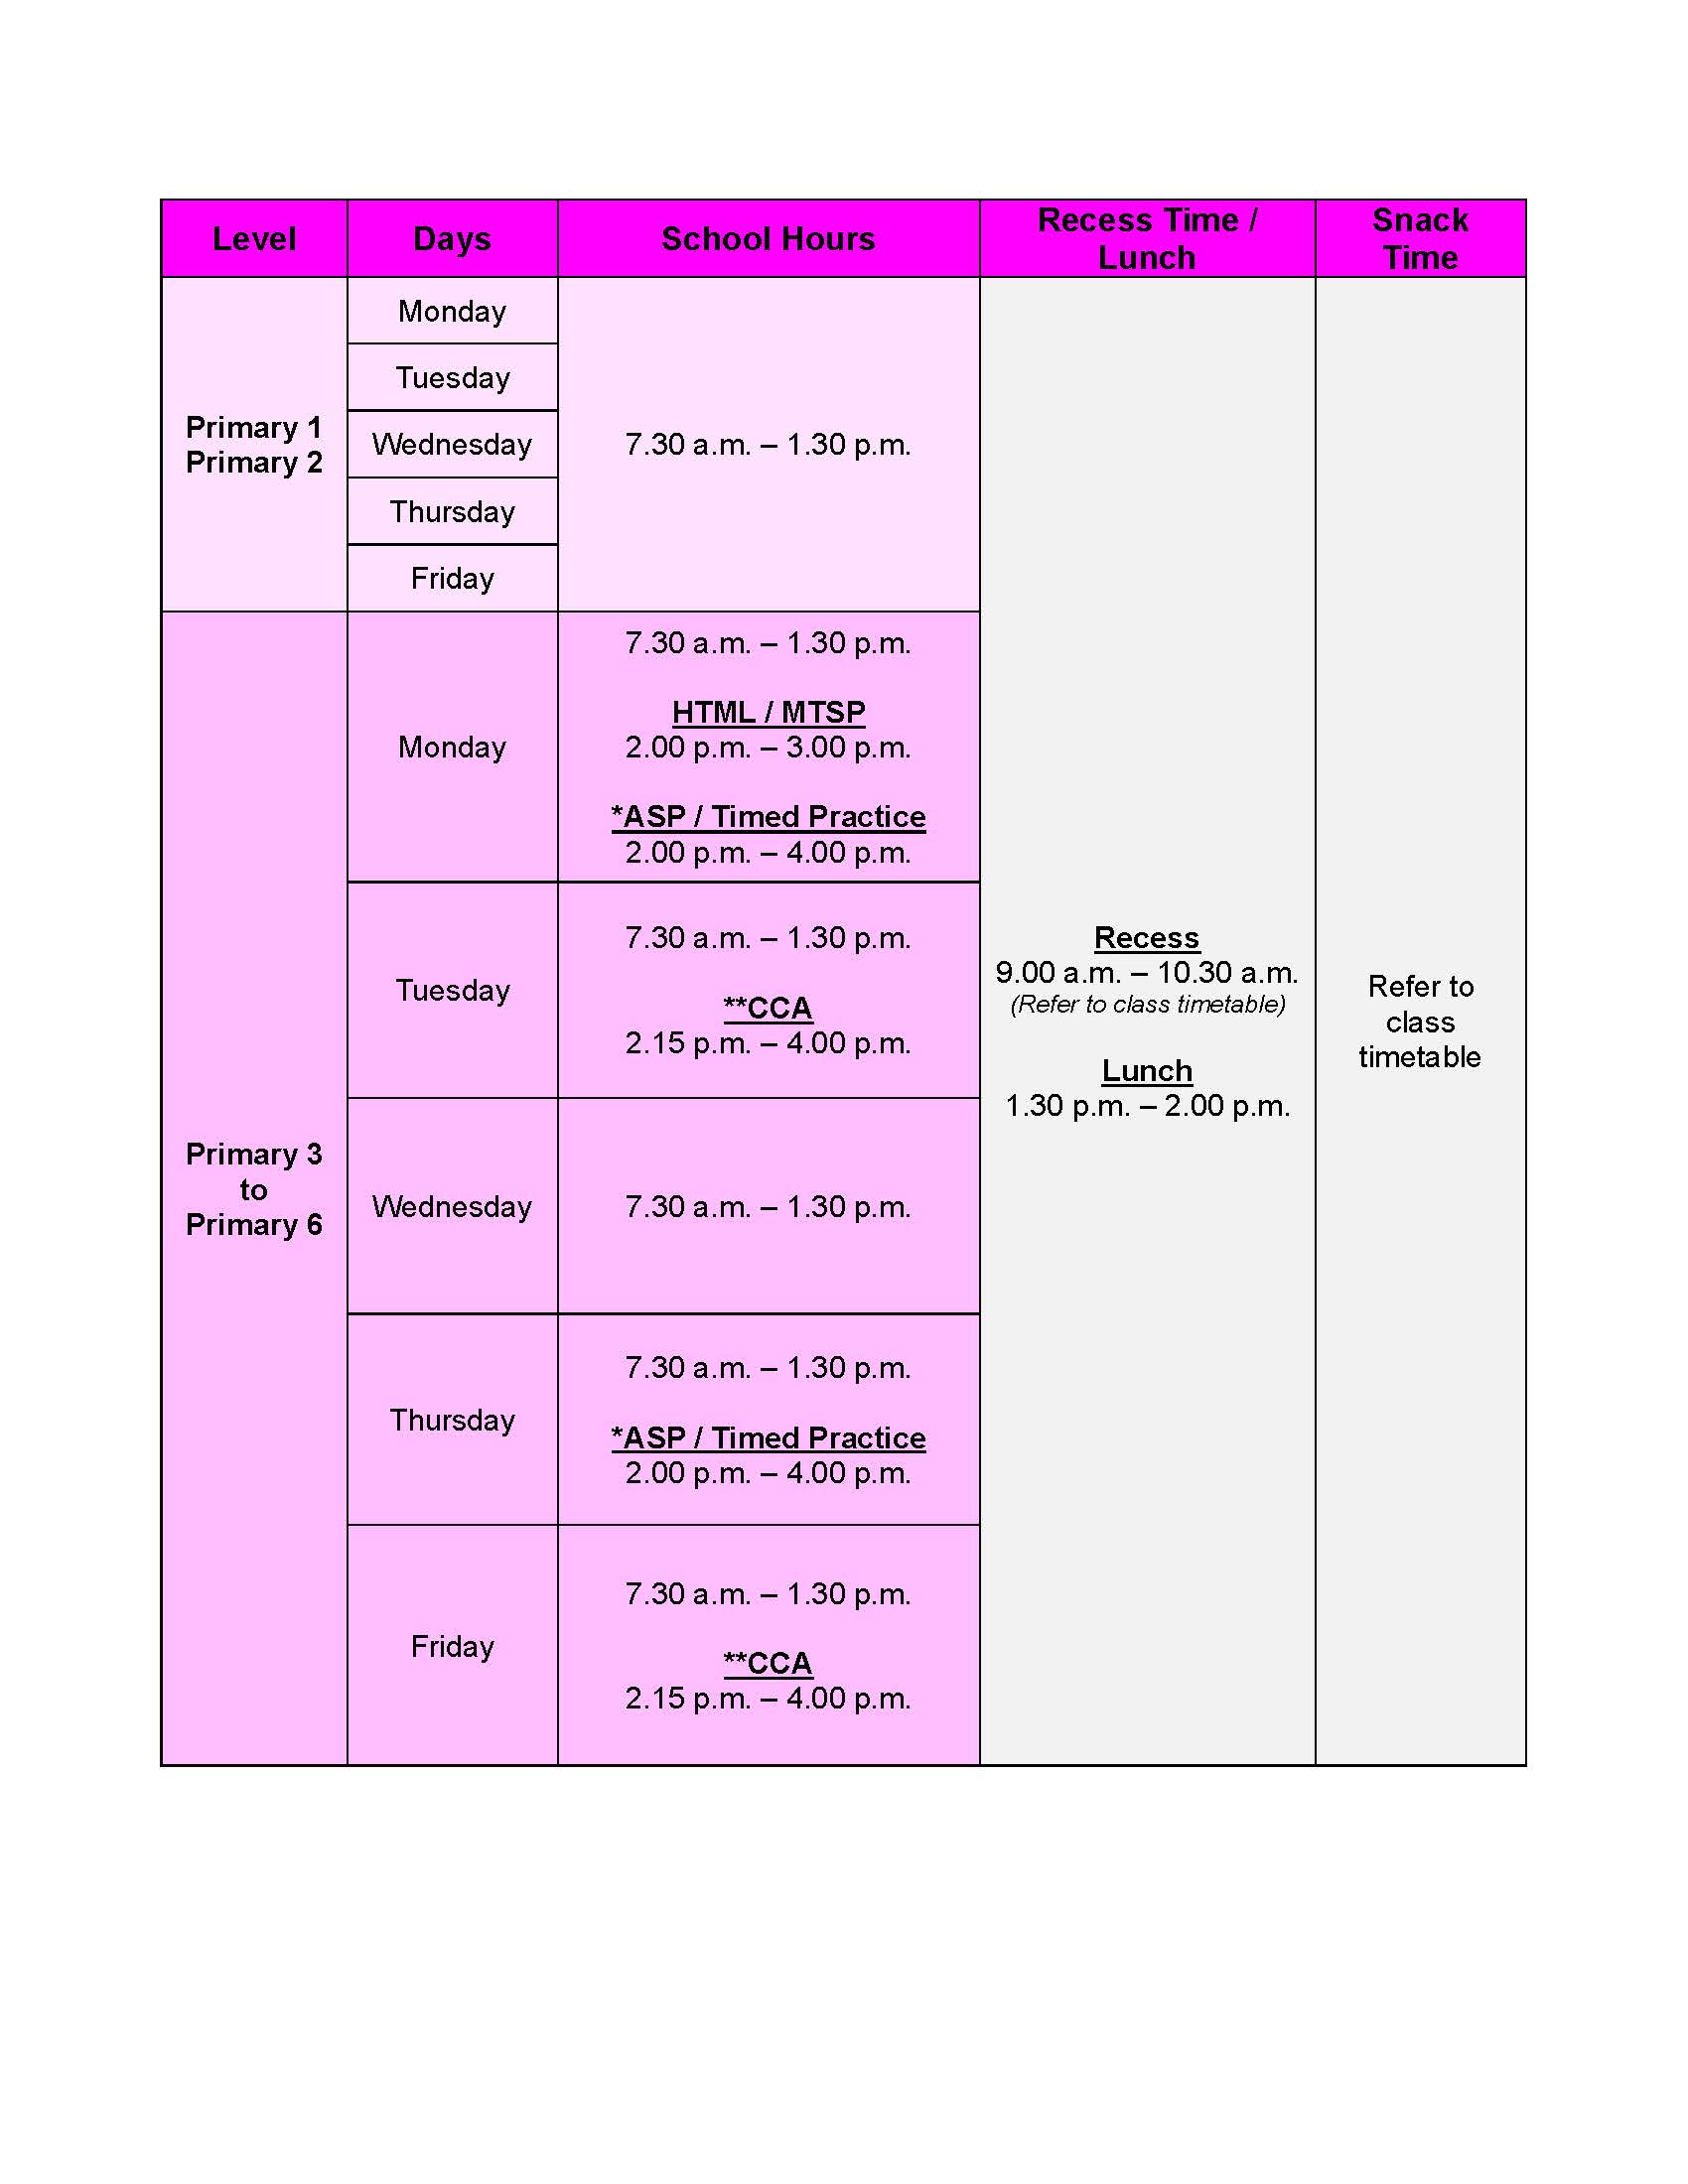 Level
Days
School Hours
Recess Time /
Lunch
Snack
Time
Primary 1
Primary 2
Monday
Tuesday
Wednesday
Thursday
Friday
7.30 a.m. – 1.30 p.m.
Primary 3
to
Primary 6
Monday
7.30 a.m. – 1.30 p.m.
HTML / MTSP
2.00 p.m. – 3.00 p.m.
*ASP / Timed Practice
2.00 p.m. – 4.00 p.m.
Tuesday
7.30 a.m. – 1.30 p.m.
**CCA
2.15 p.m. – 4.00 p.m.
Wednesday
7.30 a.m. – 1.30 p.m.
Thursday
7.30 a.m. – 1.30 p.m.
*ASP / Timed Practice
2.00 p.m. – 4.00 p.m.
Friday
7.30 a.m. – 1.30 p.m.
**CCA
2.15 p.m. – 4.00 p.m.
Recess
9.00 a.m. – 10.30 a.m.
(Refer to class timetable)
Lunch
1.30 p.m. – 2.00 p.m.
Refer to
class
timetable